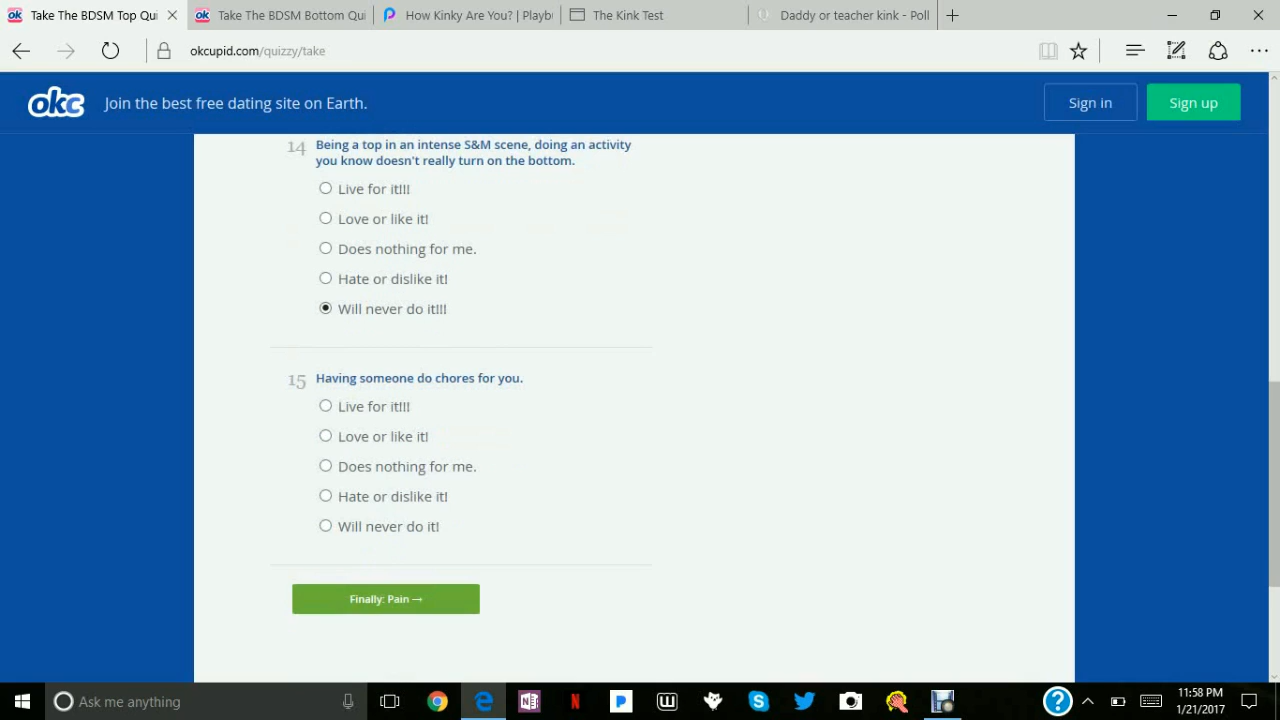 Take The BDSM Top Qui
Take The BDSM Bottom Qui
How Kinky Are You? | Playb
The Kink Test
Daddy or teacher kink - Poll
okcupid.com/quizzy/take
okc
Join the best free dating site on Earth.
Sign in
Sign up
14 Being a top in an intense S&M scene, doing an activity
you know doesn't really turn on the bottom.
Live for it!!!
Love or like it!
Does nothing for me.
Hate or dislike it!
Will never do it!!!
15 Having someone do chores for you.
Live for it!!!
Love or like it!
Does nothing for me.
Hate or dislike it!
Will never do it!
Finally: Pain →
Ask me anything
11:58 PM
1/21/2017